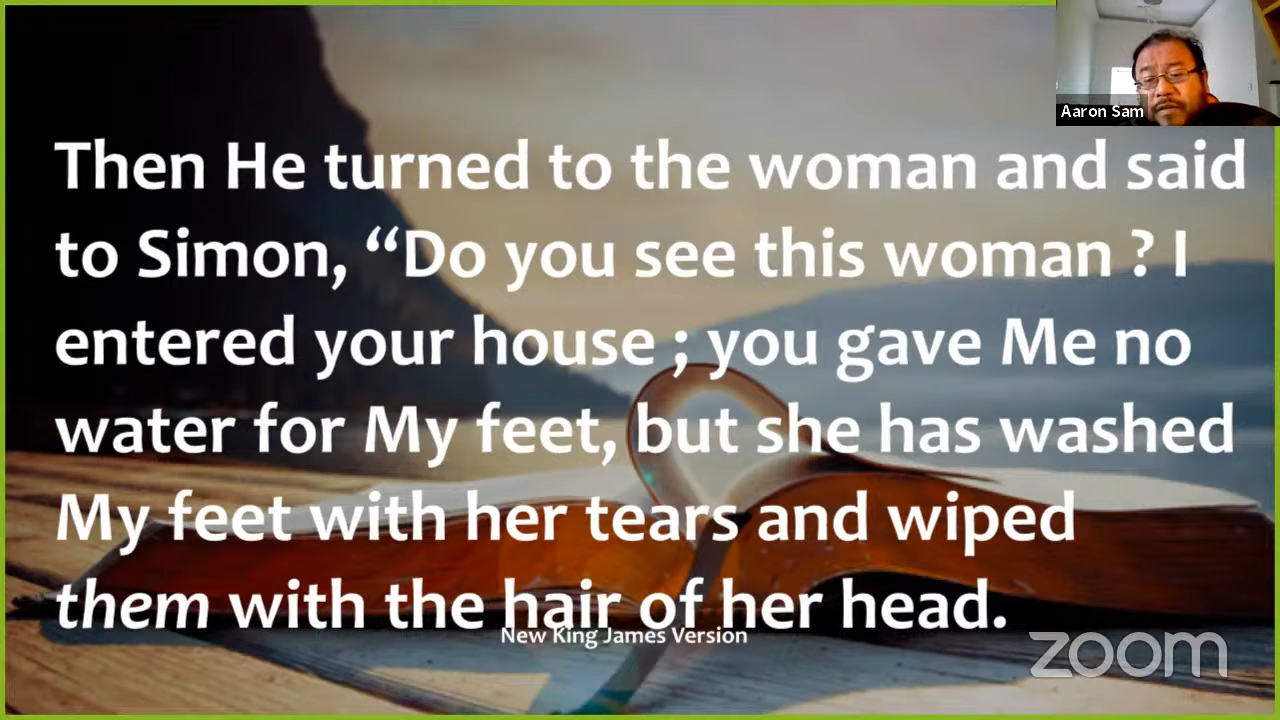 Aaron Sam
Then He turned to the woman and said
to Simon, “Do you see this woman ? I
entered your house ; you gave Me no
water for My feet, but she has washed
My feet with her tears and wiped
them with the hair of her head.
New King James Version
zoom